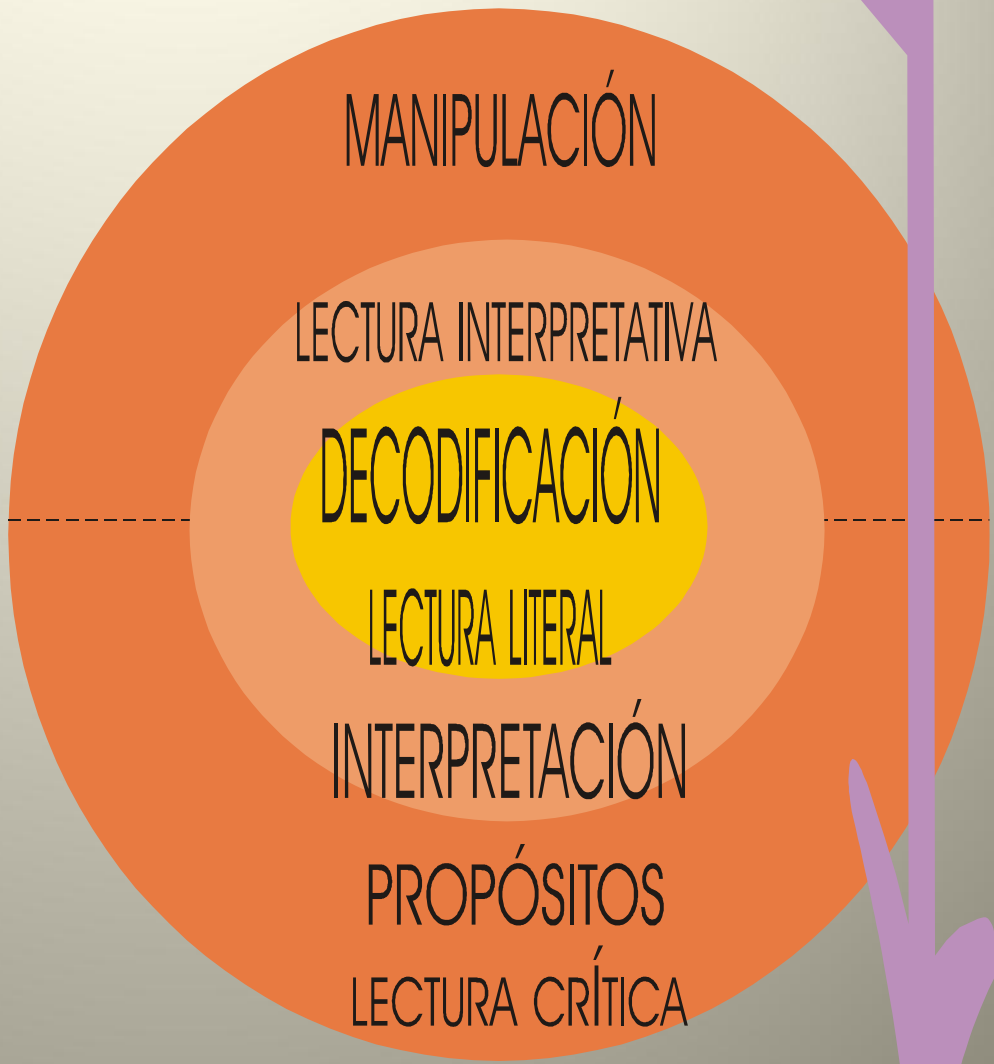 MANIPULACIÓN
LECTURA INTERPRETATIVA
DECODIFICACIÓN
LECTURA LITERAL
INTERPRETACIÓN
PROPÓSITOS
LECTURA CRÍTICA